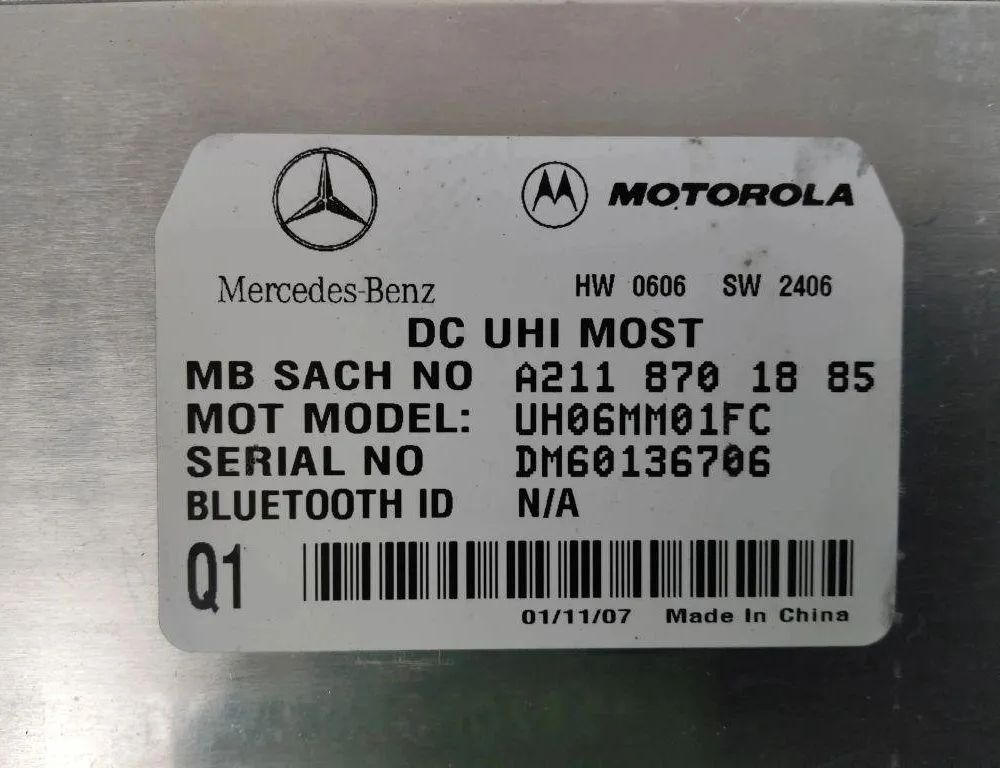 MOTOROLA
Mercedes-Benz
HW 0606 SW 2406
DC UHI MOST
MB SACH NO A211 870 18 85
MOT MODEL: UH06MM01FC
SERIAL NO DM60136706
BLUETOOTH ID N/A
Q1
01/11/07 Made In China